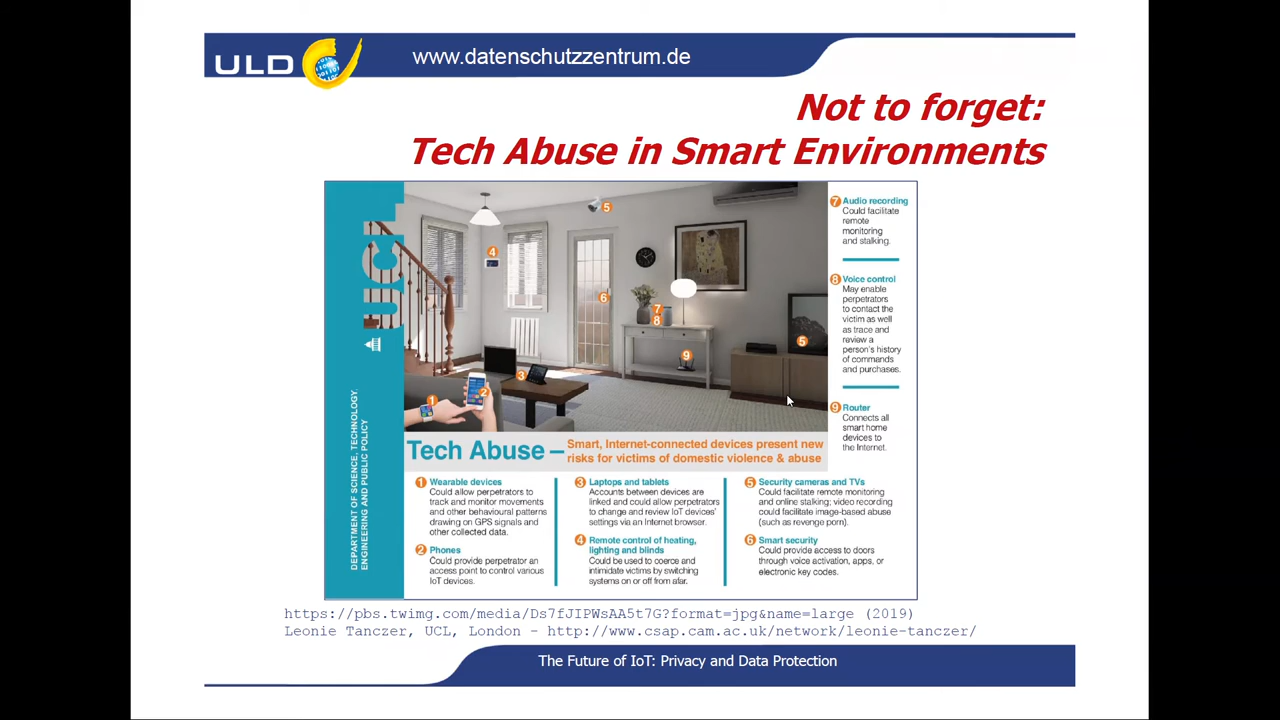 ULD
www.datenschutzzentrum.de
Not to forget:
Tech Abuse in Smart Environments
UCL
DEPARTMENT OF SCIENCE, TECHNOLOGY,
ENGINEERING AND PUBLIC POLICY
5
4
6
7
8
9
5
3
1
2
Tech Abuse –
Smart, Internet-connected devices present new
risks for victims of domestic violence & abuse
1 Wearable devices
Could allow perpetrators to
track and monitor movements
and other behavioural patterns
drawing on GPS signals and
other collected data.
2 Phones
Could provide perpetrator an
access point to control various
IoT devices.
3 Laptops and tablets
Accounts between devices are
linked and could allow perpetrators
to change and review IoT devices'
settings via an Internet browser.
4 Remote control of heating,
lighting and blinds
Could be used to coerce and
intimidate victims by switching
systems on or off from afar.
5 Security cameras and TVs
Could facilitate remote monitoring
and online stalking; video recording
could facilitate image-based abuse
(such as revenge porn).
6 Smart security
Could provide access to doors
through voice activation, apps, or
electronic key codes.
7 Audio recording
Could facilitate
remote
monitoring
and stalking.
8 Voice control
May enable
perpetrators
to contact the
victim as well
as trace and
review a
person's history
of commands
and purchases.
9 Router
Connects all
smart home
devices to
the Internet.
https://pbs.twimg.com/media/Ds7fJIPWsAA5t7G?format=jpg&name=large (2019)
Leonie Tanczer, UCL, London – http://www.csap.cam.ac.uk/network/leonie-tanczer/
The Future of IoT: Privacy and Data Protection